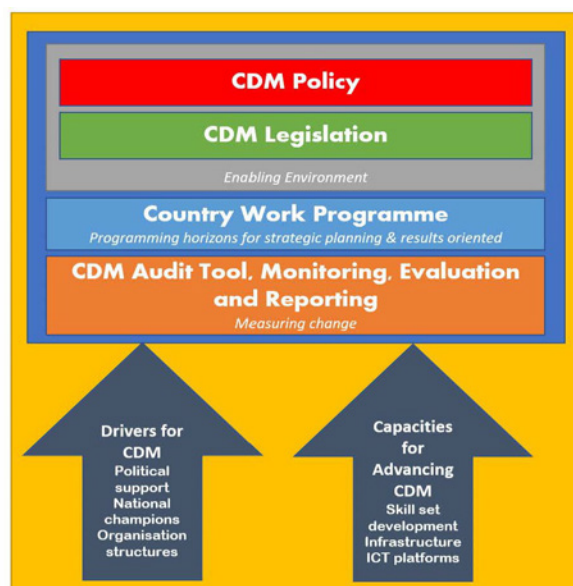 CDM Policy
CDM Legislation
Enabling Environment
Country Work Programme
Programming horizons for strategic planning & results oriented
CDM Audit Tool, Monitoring, Evaluation
and Reporting
Measuring change
Drivers for
CDM
Political
support
National
champions
Organisation
structures
Capacities
for
Advancing
CDM
Skill set
development
Infrastructure
ICT platforms